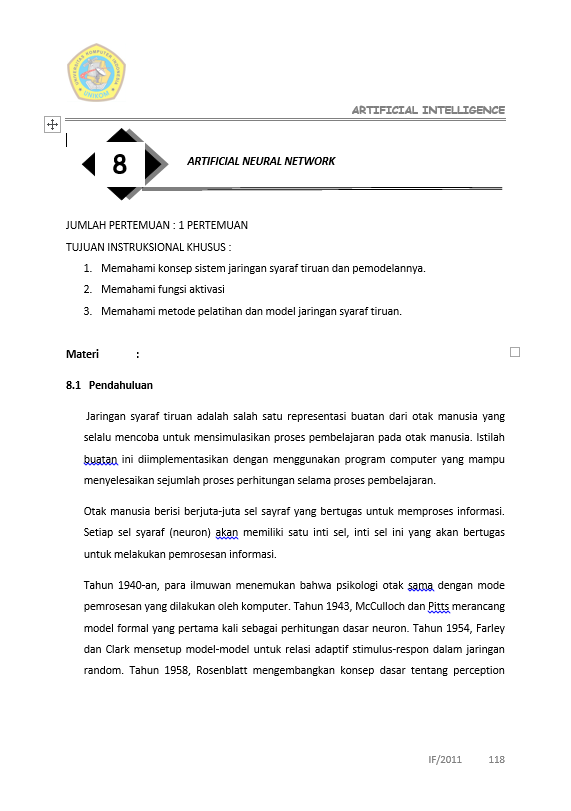 UNIVERSITAS KOMPUTER INDONESIA
UNIKOM
ARTIFICIAL INTELLIGENCE
8
ARTIFICIAL NEURAL NETWORK
JUMLAH PERTEMUAN : 1 PERTEMUAN
TUJUAN INSTRUKSIONAL KHUSUS :
1. Memahami konsep sistem jaringan syaraf tiruan dan pemodelannya.
2. Memahami fungsi aktivasi
3. Memahami metode pelatihan dan model jaringan syaraf tiruan.
Materi :
8.1 Pendahuluan
Jaringan syaraf tiruan adalah salah satu representasi buatan dari otak manusia yang
selalu mencoba untuk mensimulasikan proses pembelajaran pada otak manusia. Istilah
buatan ini diimplementasikan dengan menggunakan program computer yang mampu
menyelesaikan sejumlah proses perhitungan selama proses pembelajaran.
Otak manusia berisi berjuta-juta sel sayraf yang bertugas untuk memproses informasi.
Setiap sel syaraf (neuron) akan memiliki satu inti sel, inti sel ini yang akan bertugas
untuk melakukan pemrosesan informasi.
Tahun 1940-an, para ilmuwan menemukan bahwa psikologi otak sama dengan mode
pemrosesan yang dilakukan oleh komputer. Tahun 1943, McCulloch dan Pitts merancang
model formal yang pertama kali sebagai perhitungan dasar neuron. Tahun 1954, Farley
dan Clark mensetup model-model untuk relasi adaptif stimulus-respon dalam jaringan
random. Tahun 1958, Rosenblatt mengembangkan konsep dasar tentang perception
IF/2011 118